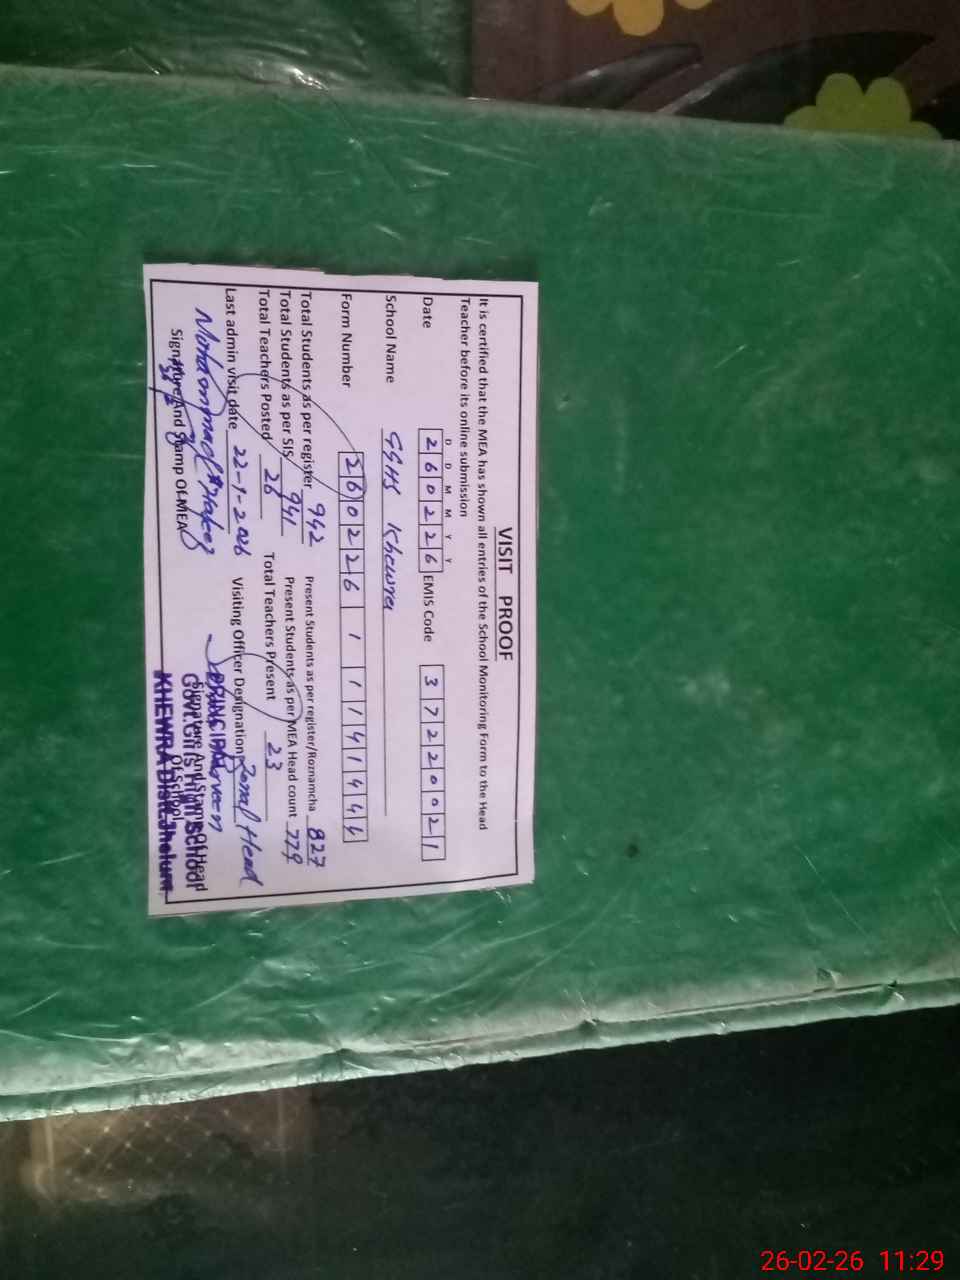 VISIT PROOF
It is certified that the MEA has shown all entries of the School Monitoring Form to the Head
Teacher before its online submission
D D M M Y Y
Date 2 6 0 2 2 6 EMIS Code 3 7 2 2 0 0 2 1
School Name GGHS Khewra
Form Number 26 0 2 2 6 1 1 1 4 1 4 4 4
Total Students as per register 942 Present Students as per register/Roznamcha 827
Total Students as per SIS 941 Present Students as per MEA Head count 779
Total Teachers Posted 26 Total Teachers Present 23
Last admin visit date 22-1-2026 Visiting Officer Designation Zonal Head
Mohammad
Signature And Stamp Of MEA
Signature And Stamp Of Head
Of School
PRINCIPAL
Govt.Girls High School
KHEWRA Distt.Jhelum
26-02-26 11:29